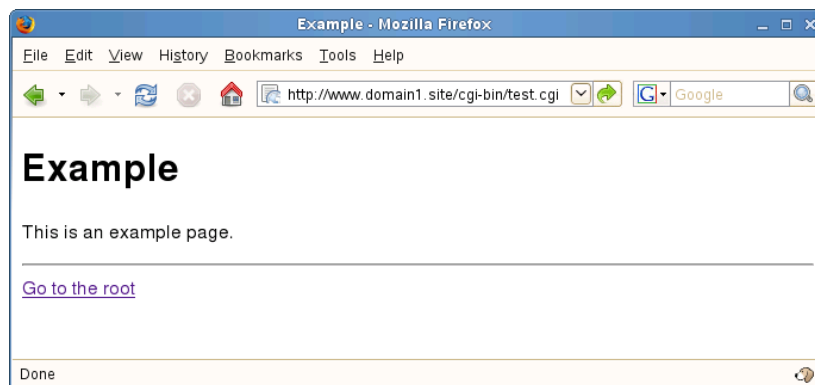 Example - Mozilla Firefox
File Edit View History Bookmarks Tools Help
http://www.domain1.site/cgi-bin/test.cgi G Google
Example
This is an example page.
Go to the root
Done